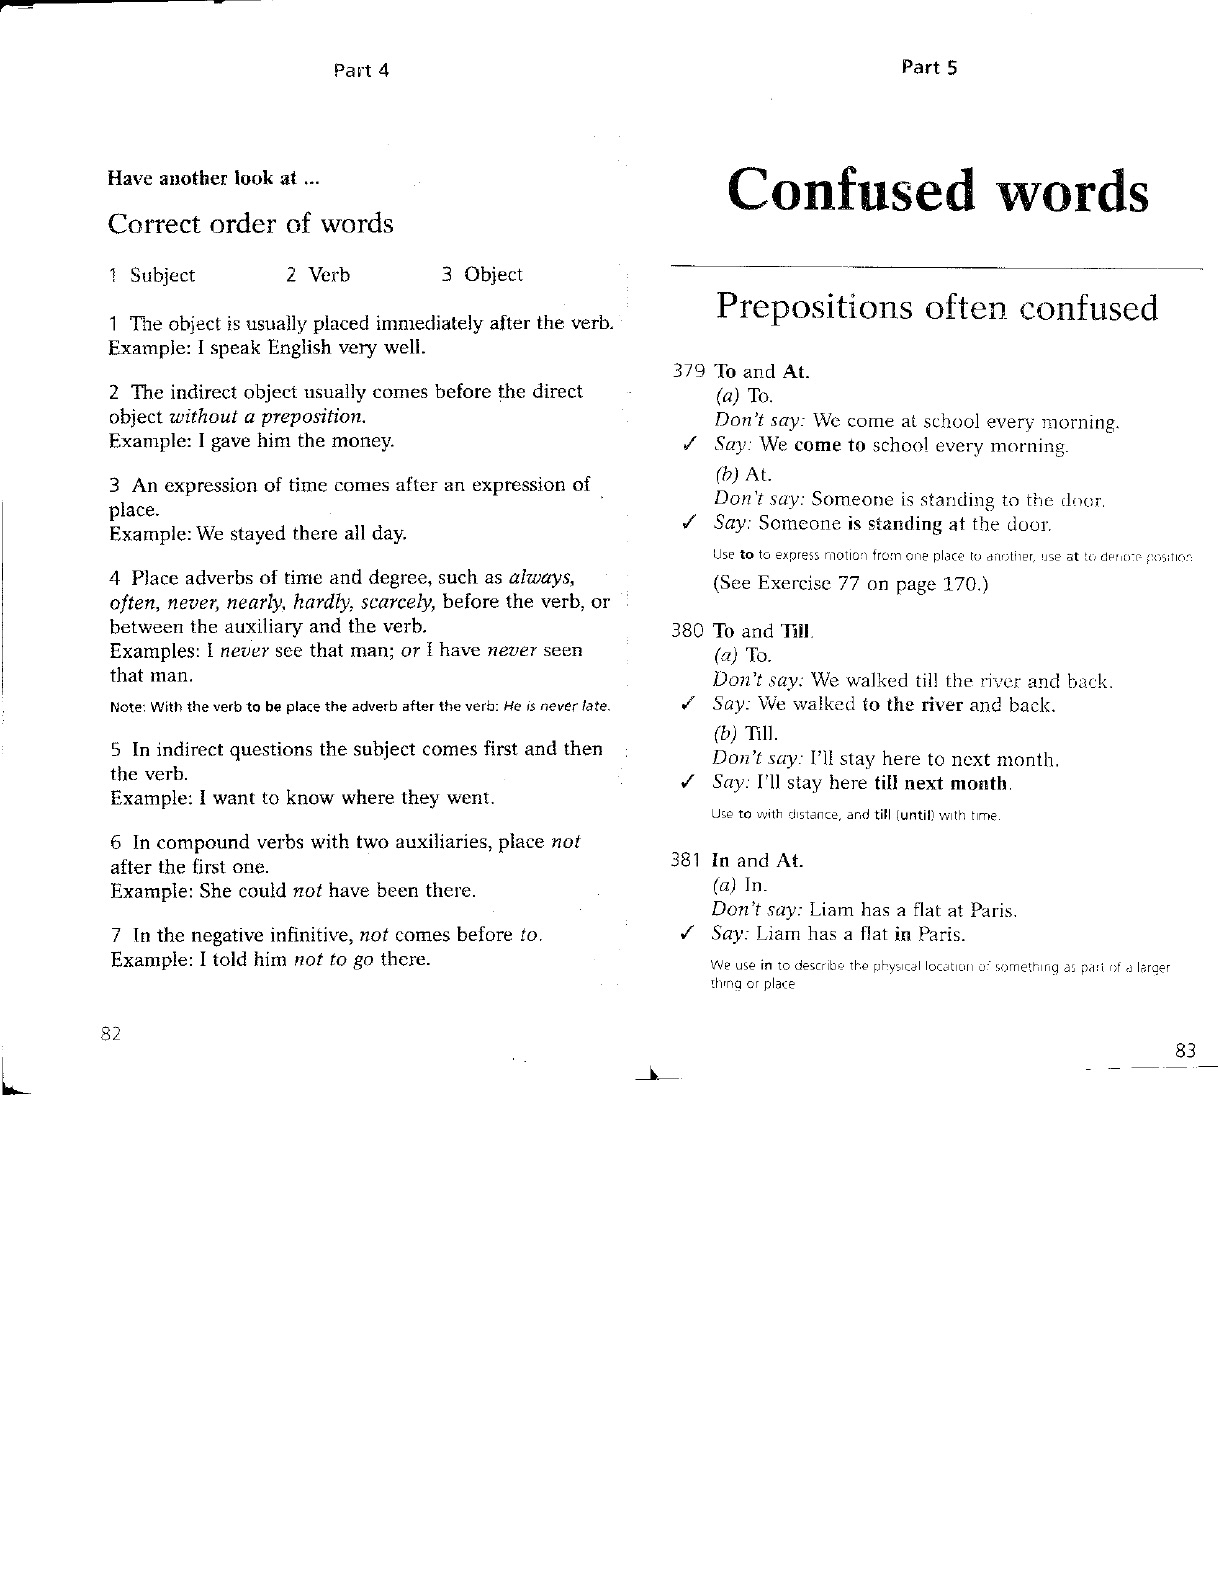 Part 4
Have another look at ...
Correct order of words
1 Subject 2 Verb 3 Object
1 The object is usually placed immediately after the verb.
Example: I speak English very well.
2 The indirect object usually comes before the direct
object without a preposition.
Example: I gave him the money.
3 An expression of time comes after an expression of
place.
Example: We stayed there all day.
4 Place adverbs of time and degree, such as always,
often, never, nearly, hardly, scarcely, before the verb, or
between the auxiliary and the verb.
Examples: I never see that man; or I have never seen
that man.
Note: With the verb to be place the adverb after the verb: He is never late.
5 In indirect questions the subject comes first and then
the verb.
Example: I want to know where they went.
6 In compound verbs with two auxiliaries, place not
after the first one.
Example: She could not have been there.
7 In the negative infinitive, not comes before to.
Example: I told him not to go there.
82
Part 5
Confused words
Prepositions often confused
379 To and At.
(a) To.
Don't say: We come at school every morning.
✓ Say: We come to school every morning.
(b) At.
Don't say: Someone is standing to the door.
✓ Say: Someone is standing at the door.
Use to to express motion from one place to another, use at to denote position
(See Exercise 77 on page 170.)
380 To and Till.
(a) To.
Don't say: We walked till the river and back.
✓ Say: We walked to the river and back.
(b) Till.
Don't say: I'll stay here to next month.
✓ Say: I'll stay here till next month.
Use to with distance, and till (until) with time.
381 In and At.
(a) In.
Don't say: Liam has a flat at Paris.
✓ Say: Liam has a flat in Paris.
We use in to describe the physical location of something as part of a larger
thing or place
83